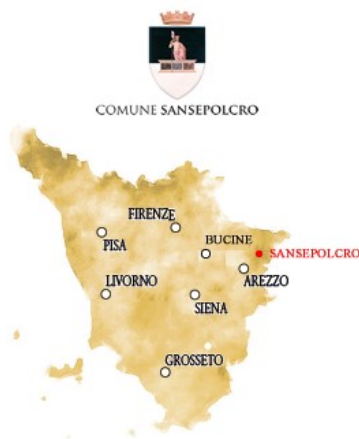 COMUNE SANSEPOLCRO
FIRENZE
PISA
BUCINE
SANSEPOLCRO
AREZZO
LIVORNO
SIENA
GROSSETO